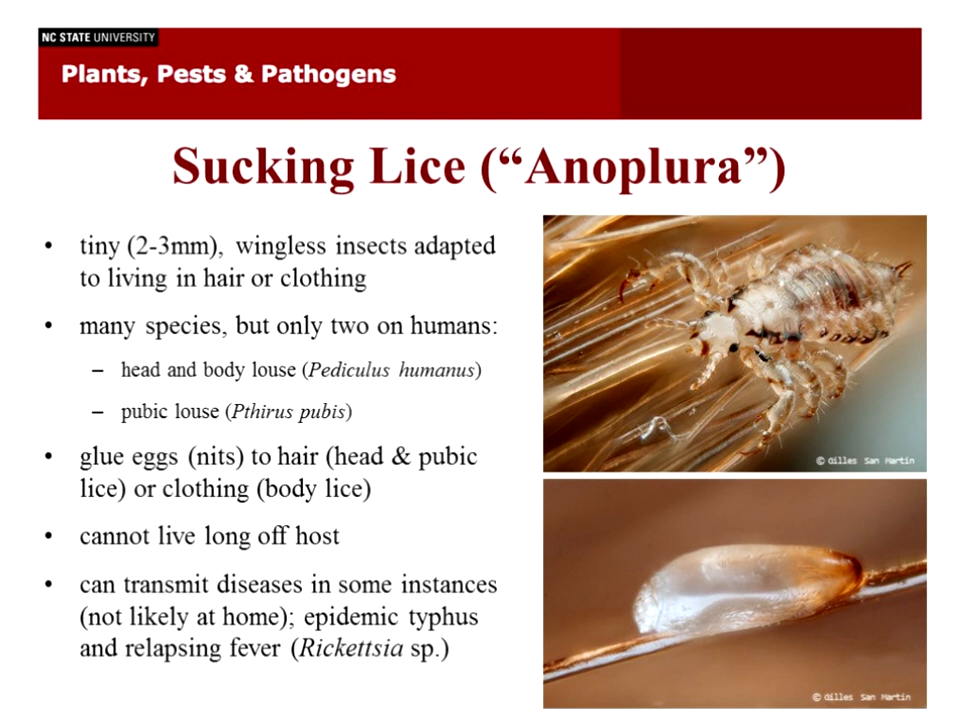 NC STATE UNIVERSITY
Plants, Pests & Pathogens
Sucking Lice (“Anoplura”)
• tiny (2-3mm), wingless insects adapted
to living in hair or clothing
• many species, but only two on humans:
– head and body louse (Pediculus humanus)
– pubic louse (Pthirus pubis)
• glue eggs (nits) to hair (head & pubic
lice) or clothing (body lice)
• cannot live long off host
• can transmit diseases in some instances
(not likely at home); epidemic typhus
and relapsing fever (Rickettsia sp.)
© Gilles San Martin
© Gilles San Martin